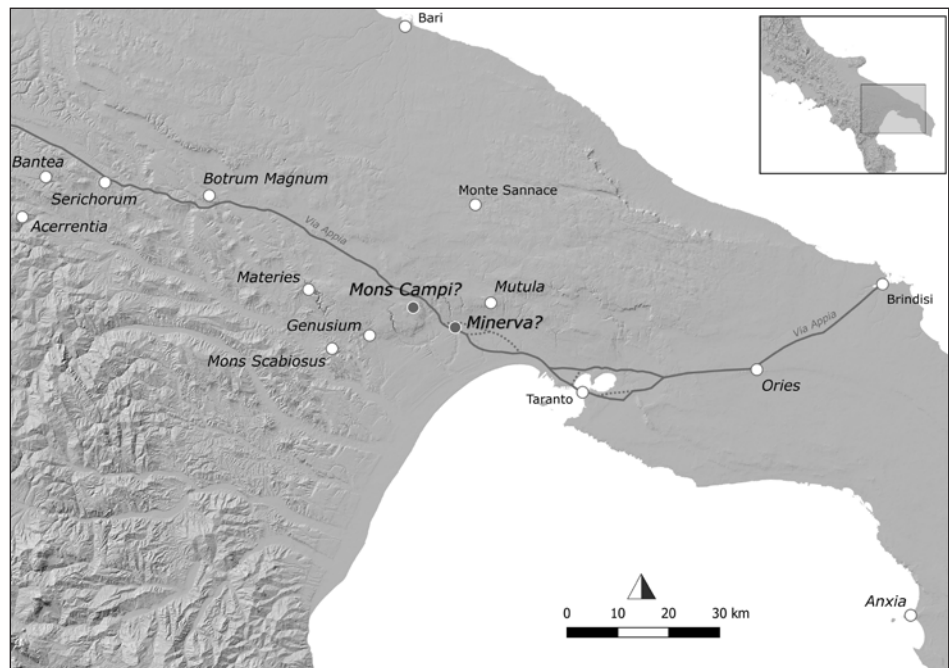 Bari
Bantea
Botrum Magnum
Serichorum
Monte Sannace
Acerrentia
Via Appia
Materies
Mons Campi?
Mutula
Brindisi
Minerva?
Genusium
Via Appia
Mons Scabiosus
Ories
Taranto
Anxia
0 10 20 30 km